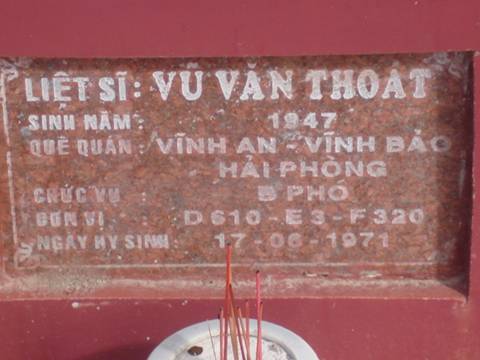 LIỆT SĨ: VŨ VĂN THOÁT
SINH NĂM: 1947
QUÊ QUÁN: VĨNH AN - VĨNH BẢO
HẢI PHÒNG
CHỨC VỤ: B PHÓ
ĐƠN VỊ: D610 - E3 - F320
NGÀY HY SINH: 17-06-1971